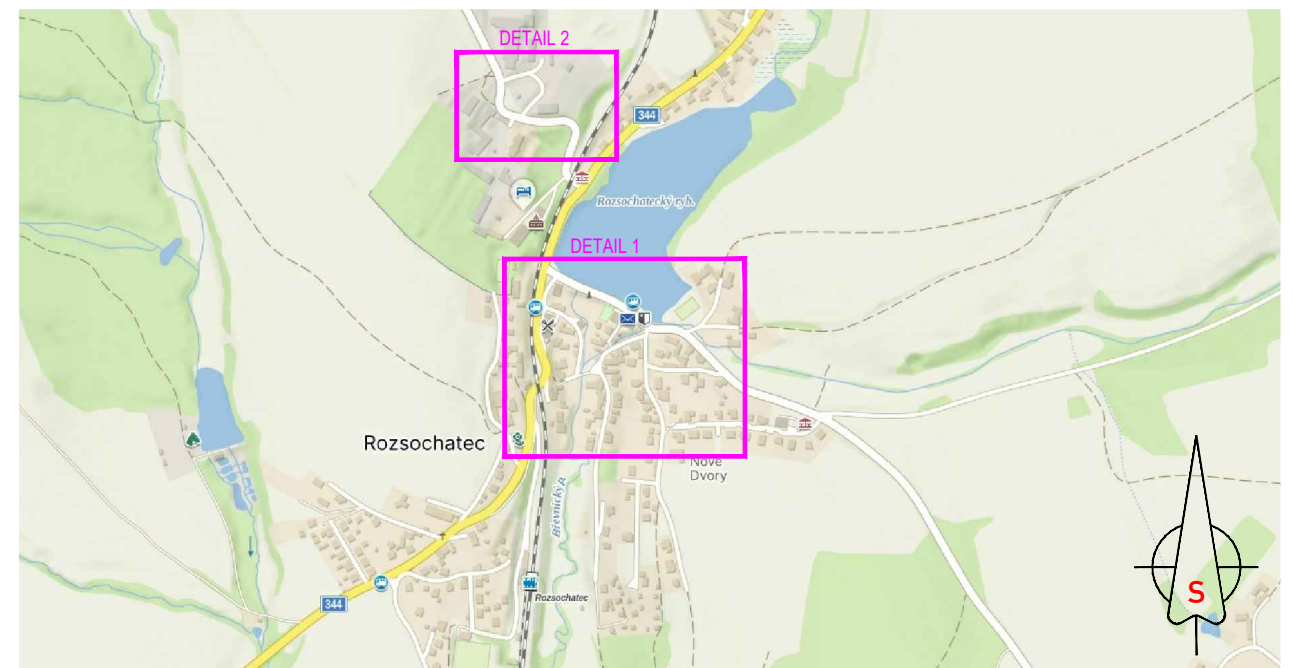 DETAIL 2
344
Rozsochatecký ryb.
DETAIL 1
Rozsochatec
Nové
Dvory
Břevnický p.
Rozsochatec
344
S